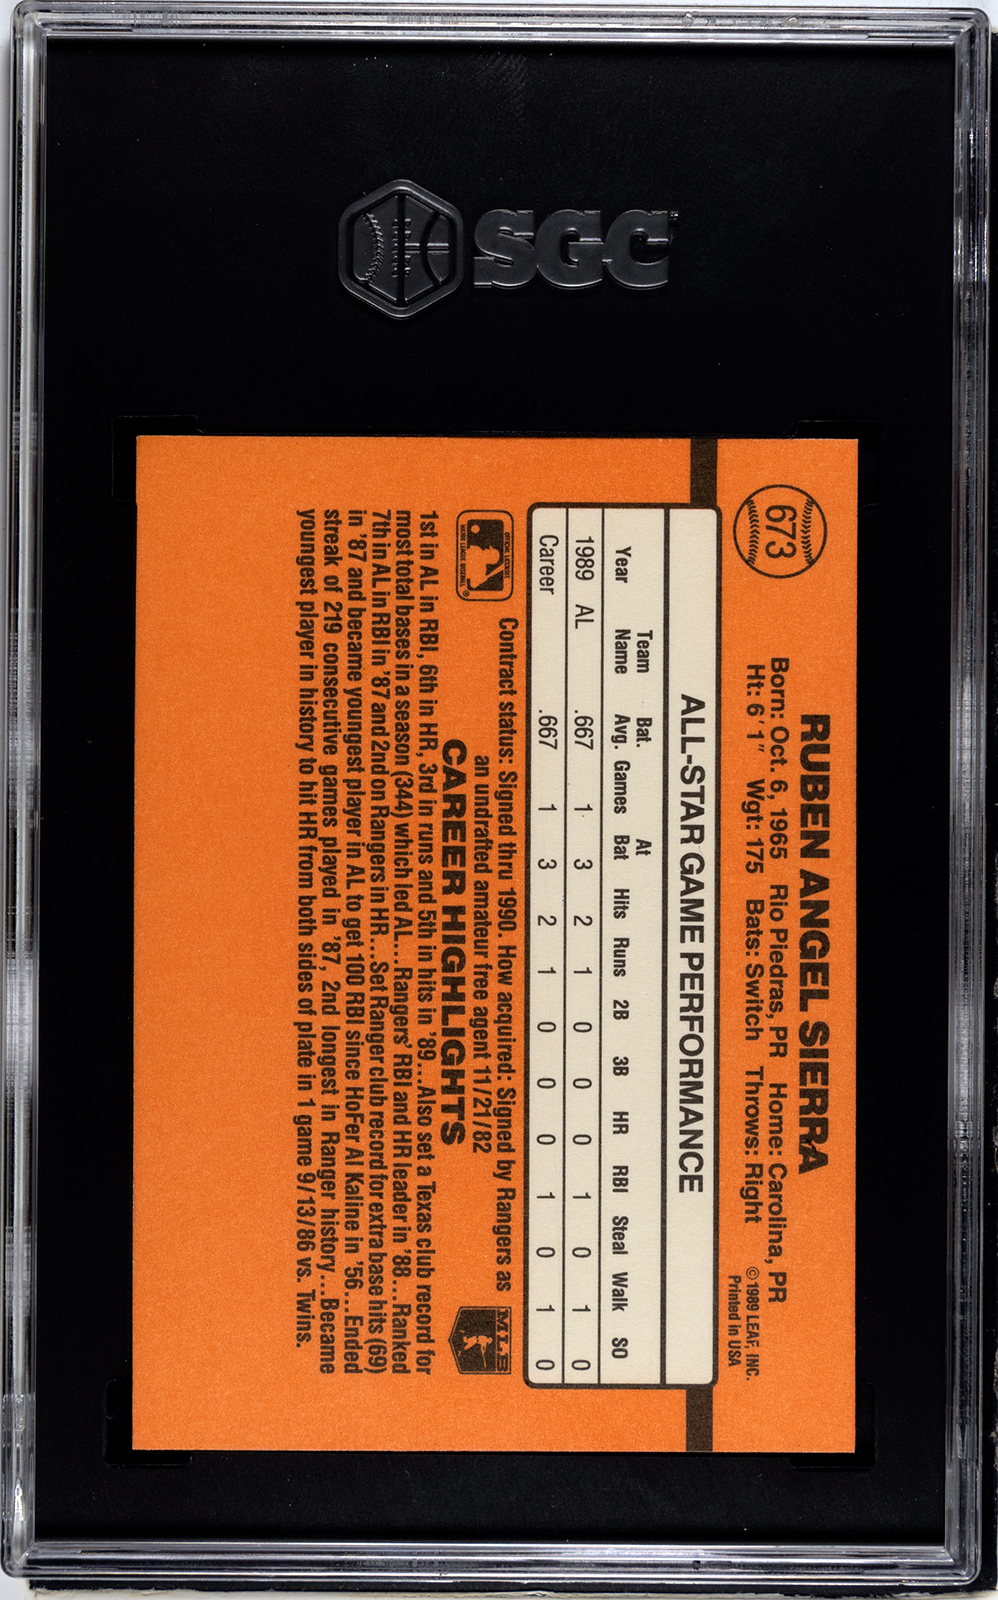 SGC
673
RUBEN ANGEL SIERRA
Born: Oct. 6, 1965 Rio Piedras, PR Home: Carolina, PR
Ht: 6'1" Wgt: 175 Bats: Switch Throws: Right
© 1989 LEAF, INC.
Printed in USA
ALL-STAR GAME PERFORMANCE
Year Team Name Bat. Avg. Games At Bat Hits Runs 2B 3B HR RBI Steal Walk SO
1989 AL .667 1 3 2 1 0 0 0 1 0 1 0
Career .667 1 3 2 1 0 0 0 1 0 1 0
OFFICIAL LICENSEE
MAJOR LEAGUE BASEBALL®
Contract status: Signed thru 1990. How acquired: Signed by Rangers as
an undrafted amateur free agent 11/21/82
MLB
CAREER HIGHLIGHTS
1st in AL in RBI, 6th in HR, 3rd in runs and 5th in hits in '89...Also set a Texas club record for
most total bases in a season (344) which led AL...Rangers' RBI and HR leader in '88...Ranked
7th in AL in RBI in '87 and 2nd on Rangers in HR...Set Ranger club record for extra base hits (69)
in '87 and became youngest player in AL to get 100 RBI since HoFer Al Kaline in '56...Ended
streak of 219 consecutive games played in '87, 2nd longest in Ranger history...Became
youngest player in history to hit HR from both sides of plate in 1 game 9/13/86 vs. Twins.